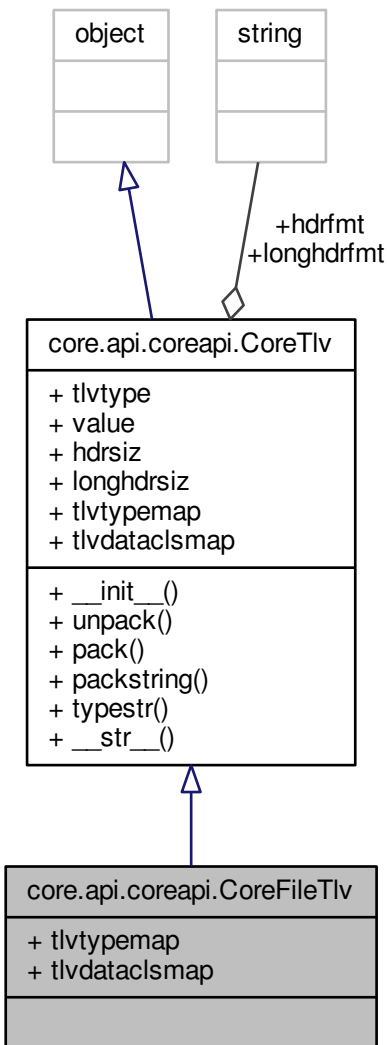 object
string
+hdrfmt
+longhdrfmt
core.api.coreapi.CoreTlv
+ tlvtype
+ value
+ hdrsiz
+ longhdrsiz
+ tlvtypemap
+ tlvdataclsmap
+ __init__()
+ unpack()
+ pack()
+ packstring()
+ typestr()
+ __str__()
core.api.coreapi.CoreFileTlv
+ tlvtypemap
+ tlvdataclsmap